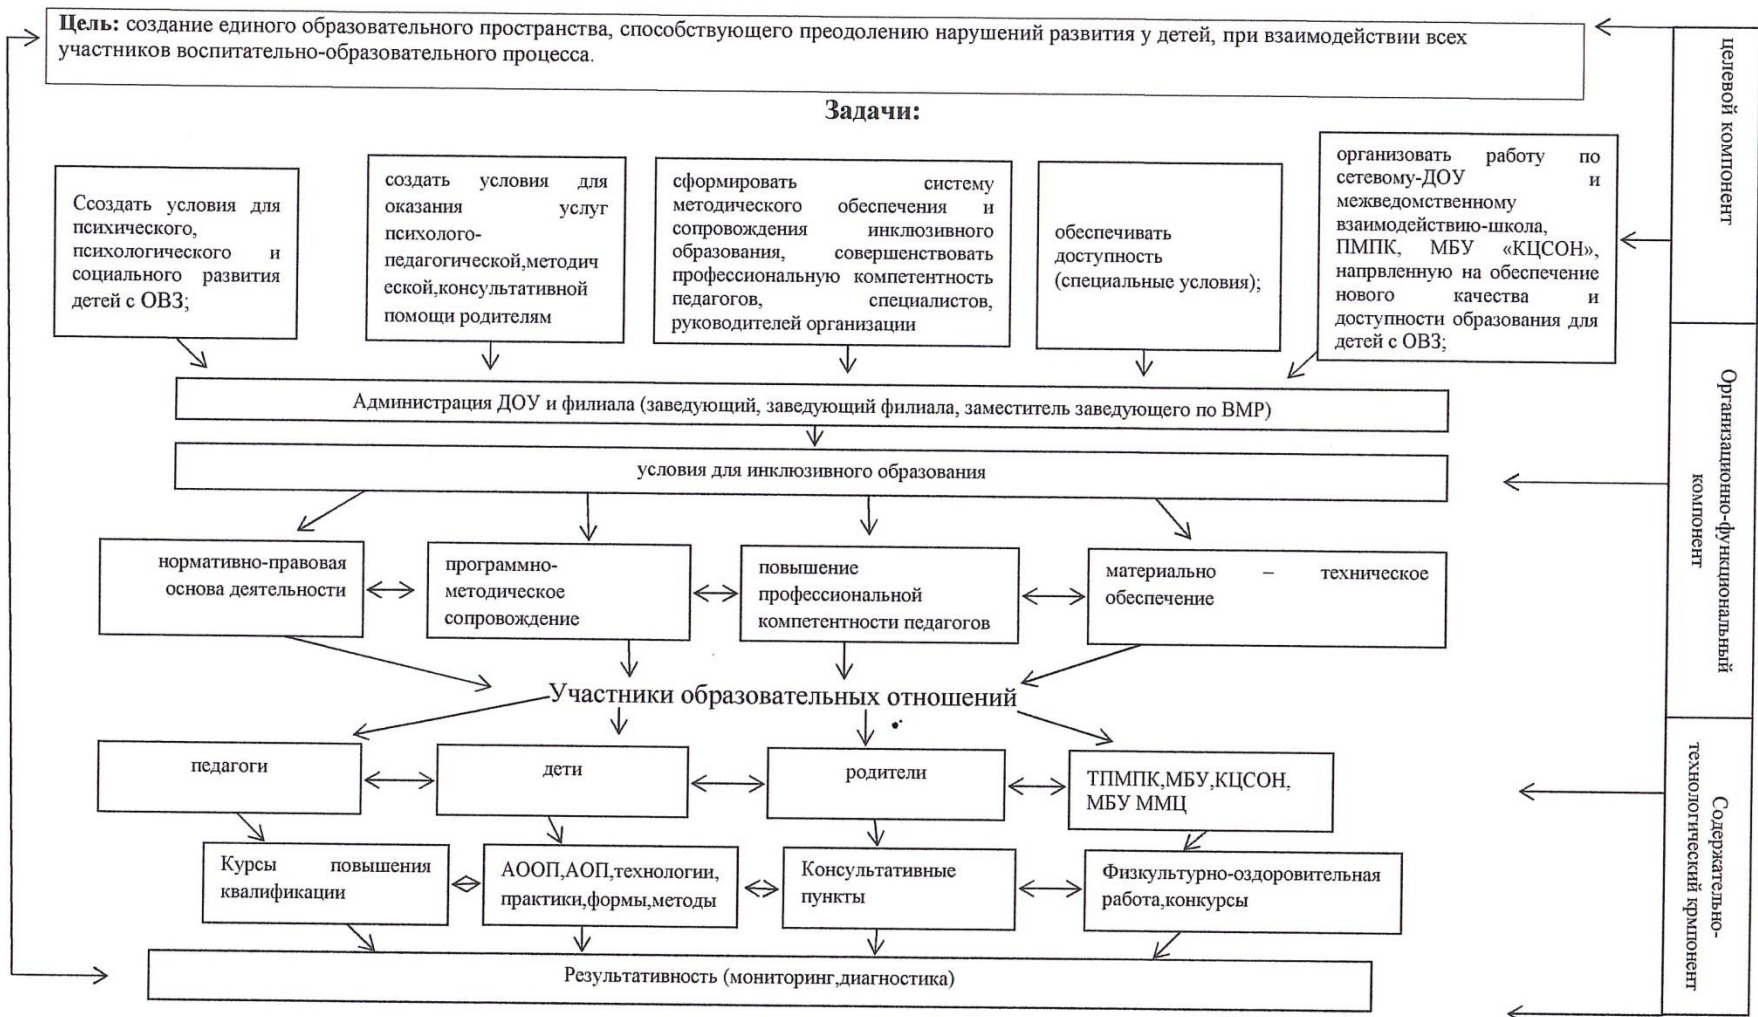 Цель: создание единого образовательного пространства, способствующего преодолению нарушений развития у детей, при взаимодействии всех
участников воспитательно-образовательного процесса.
Задачи:
Ссоздать условия для
психического,
психологического и
социального развития
детей с ОВЗ;
создать условия для
оказания услуг
психолого-
педагогической,методич
еской,консультативной
помощи родителям
сформировать систему
методического обеспечения и
сопровождения инклюзивного
образования, совершенствовать
профессиональную компетентность
педагогов, специалистов,
руководителей организации
обеспечивать
доступность
(специальные условия);
организовать работу по
сетевому-ДОУ и
межведомственному
взаимодействию-школа,
ПМПК, МБУ «КЦСОН»,
напрвленную на обеспечение
нового качества и
доступности образования для
детей с ОВЗ;
целевой компонент
Администрация ДОУ и филиала (заведующий, заведующий филиала, заместитель заведующего по ВМР)
условия для инклюзивного образования
Организационно-функциональный
компонент
нормативно-правовая
основа деятельности
программно-
методическое
сопровождение
повышение
профессиональной
компетентности педагогов
материально – техническое
обеспечение
Участники образовательных отношений
педагоги
дети
родители
ТПМПК,МБУ,КЦСОН,
МБУ ММЦ
Содержательно-
технологический крмпонент
Курсы повышения
квалификации
АООП,АОП,технологии,
практики,формы,методы
Консультативные
пункты
Физкультурно-оздоровительная
работа,конкурсы
Результативность (мониторинг,диагностика)